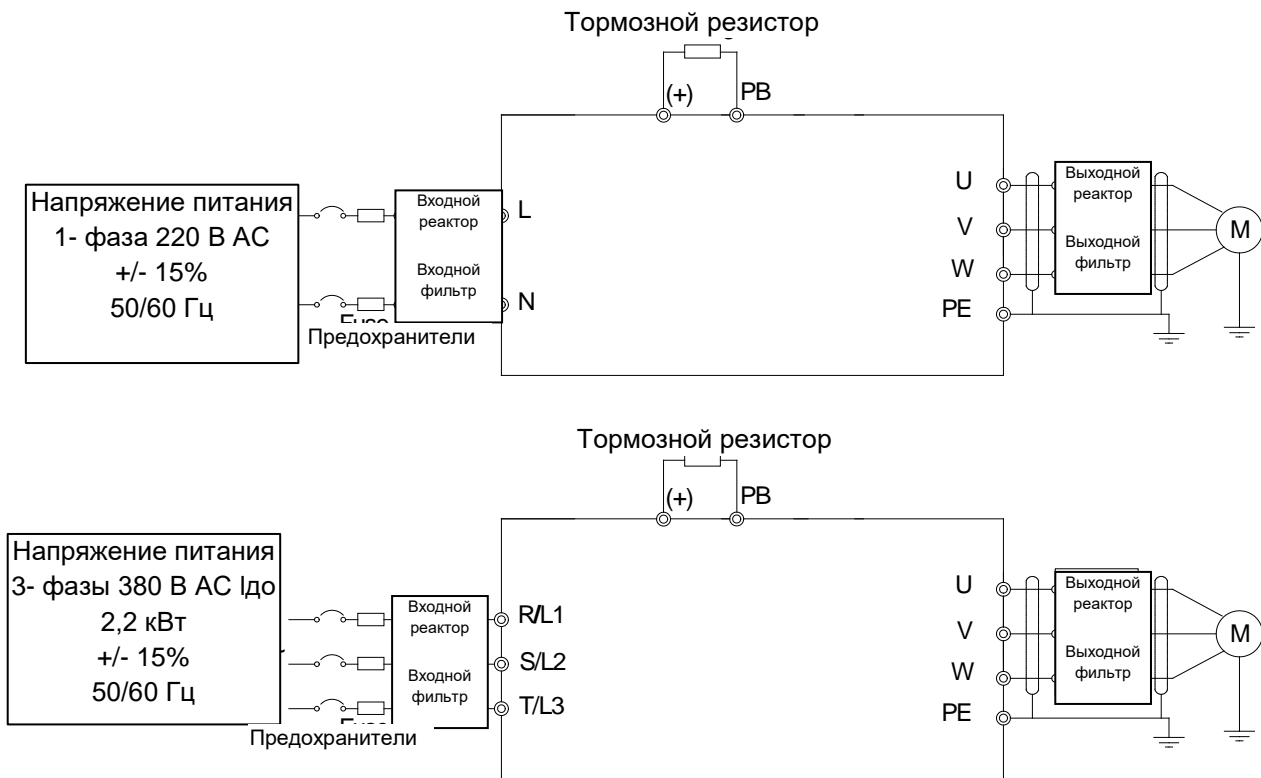 Тормозной резистор
(+)
PB
Напряжение питания
1- фаза 220 В АС
+/- 15%
50/60 Гц
Входной
реактор
Входной
фильтр
L
N
Предохранители
U
V
W
PE
Выходной
реактор
Выходной
фильтр
M
Тормозной резистор
(+)
PB
Напряжение питания
3- фазы 380 В АС Iдо
2,2 кВт
+/- 15%
50/60 Гц
Входной
реактор
Входной
фильтр
R/L1
S/L2
T/L3
Предохранители
U
V
W
PE
Выходной
реактор
Выходной
фильтр
M